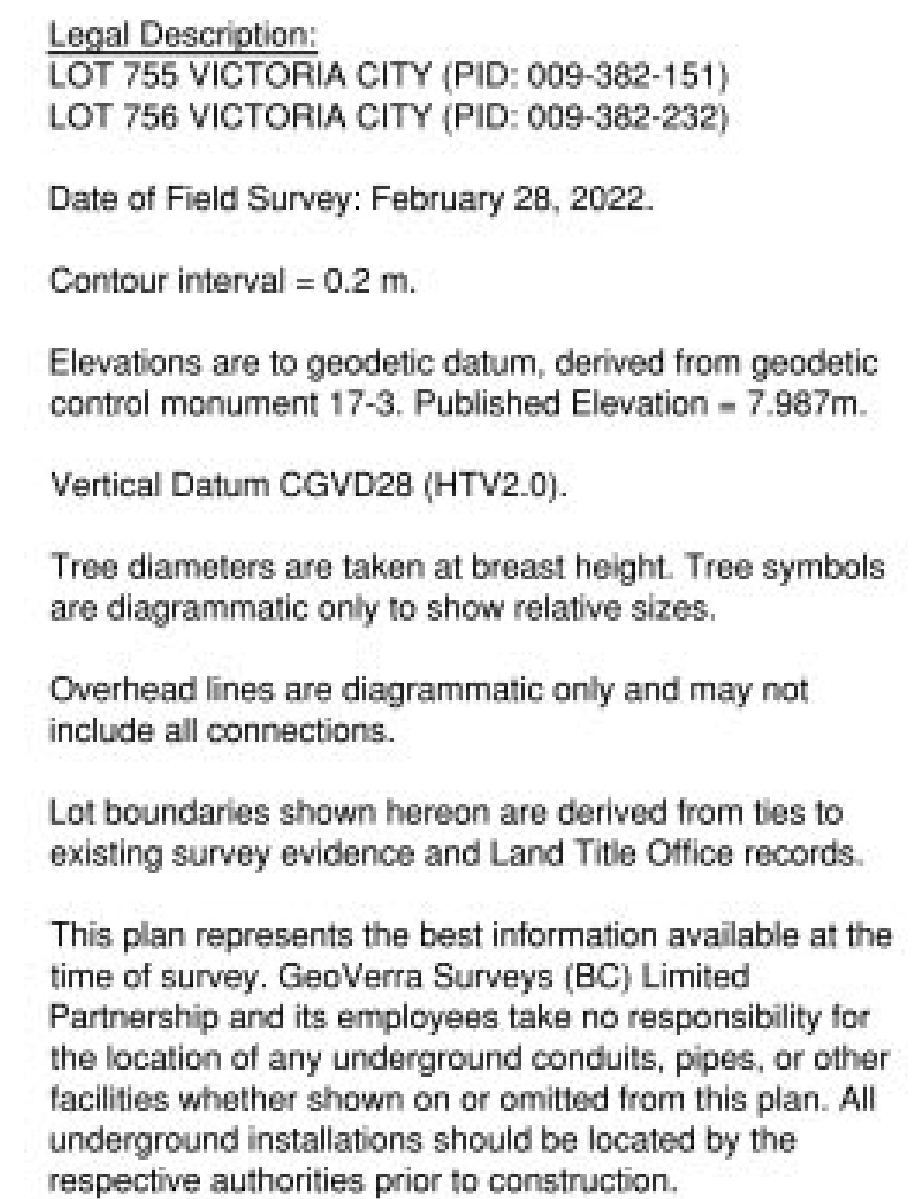 Legal Description:
LOT 755 VICTORIA CITY (PID: 009-382-151)
LOT 756 VICTORIA CITY (PID: 009-382-232)
Date of Field Survey: February 28, 2022.
Contour interval = 0.2 m.
Elevations are to geodetic datum, derived from geodetic
control monument 17-3. Published Elevation = 7.987m.
Vertical Datum CGVD28 (HTV2.0).
Tree diameters are taken at breast height. Tree symbols
are diagrammatic only to show relative sizes.
Overhead lines are diagrammatic only and may not
include all connections.
Lot boundaries shown hereon are derived from ties to
existing survey evidence and Land Title Office records.
This plan represents the best information available at the
time of survey. GeoVerra Surveys (BC) Limited
Partnership and its employees take no responsibility for
the location of any underground conduits, pipes, or other
facilities whether shown on or omitted from this plan. All
underground installations should be located by the
respective authorities prior to construction.